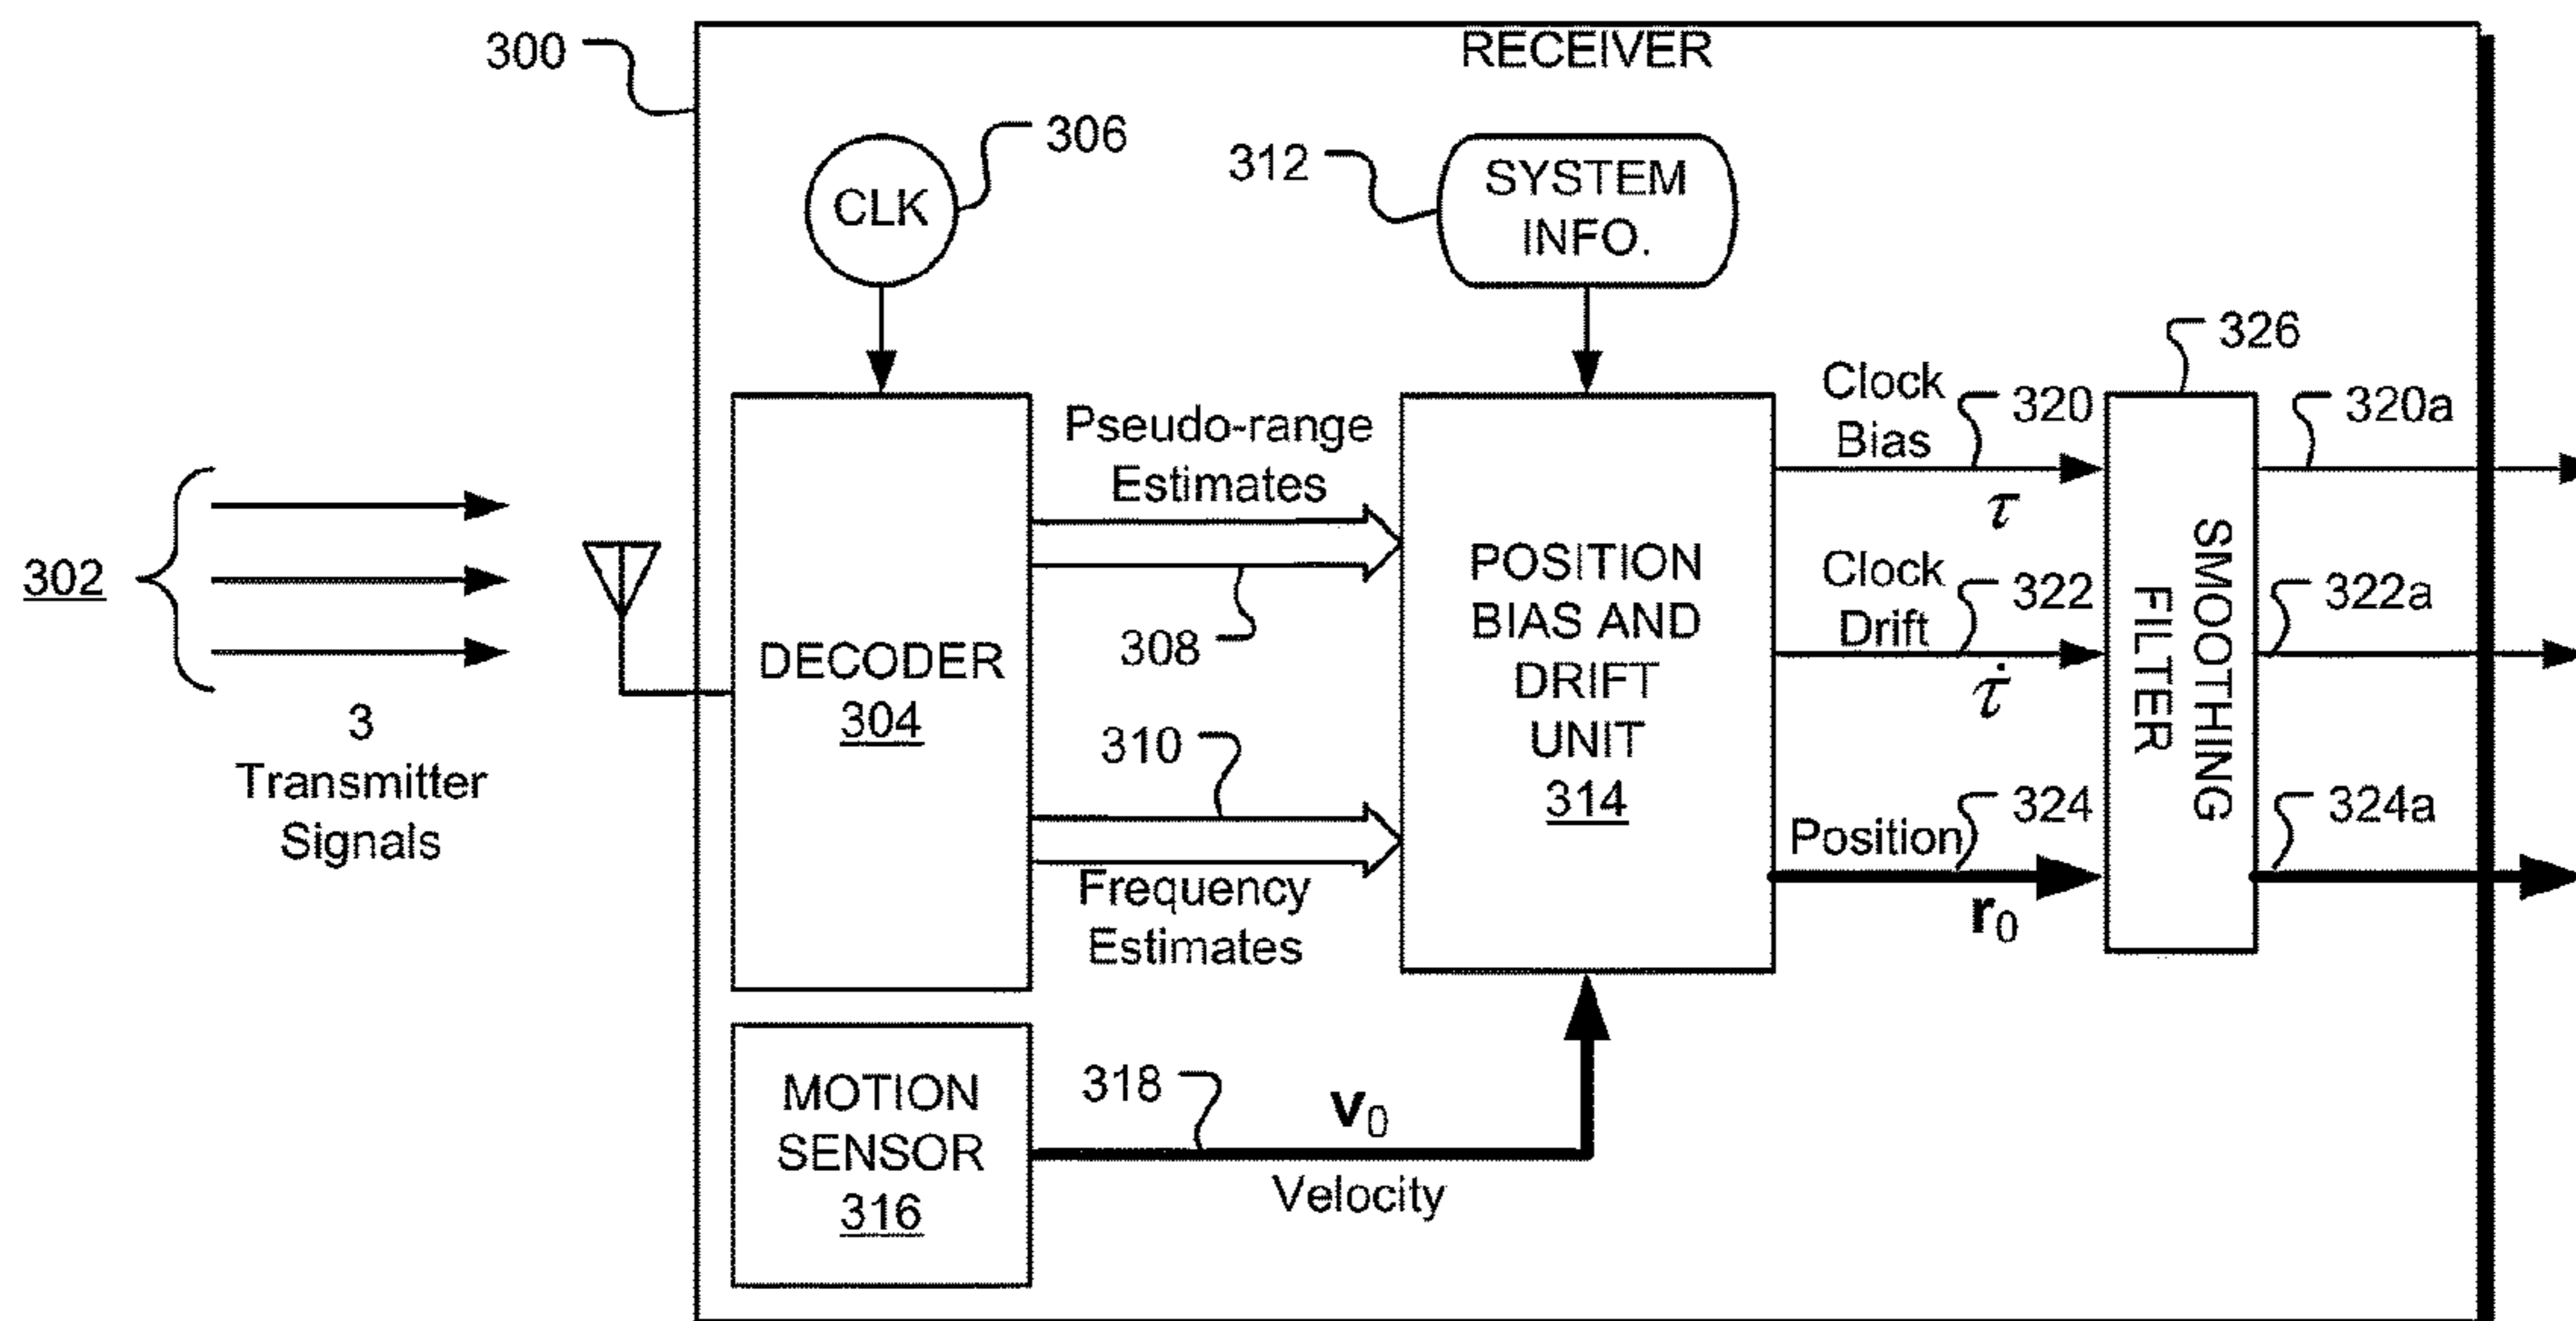 RECEIVER
300
306
CLK
312
SYSTEM
INFO.
302
3
Transmitter
Signals
DECODER
304
Pseudo-range
Estimates
308
310
Frequency
Estimates
POSITION
BIAS AND
DRIFT
UNIT
314
MOTION
SENSOR
316
318
v₀
Velocity
Clock
Bias
320
τ
Clock
Drift
322
τ̇
Position
324
r₀
326
SMOOTHING
FILTER
320a
322a
324a